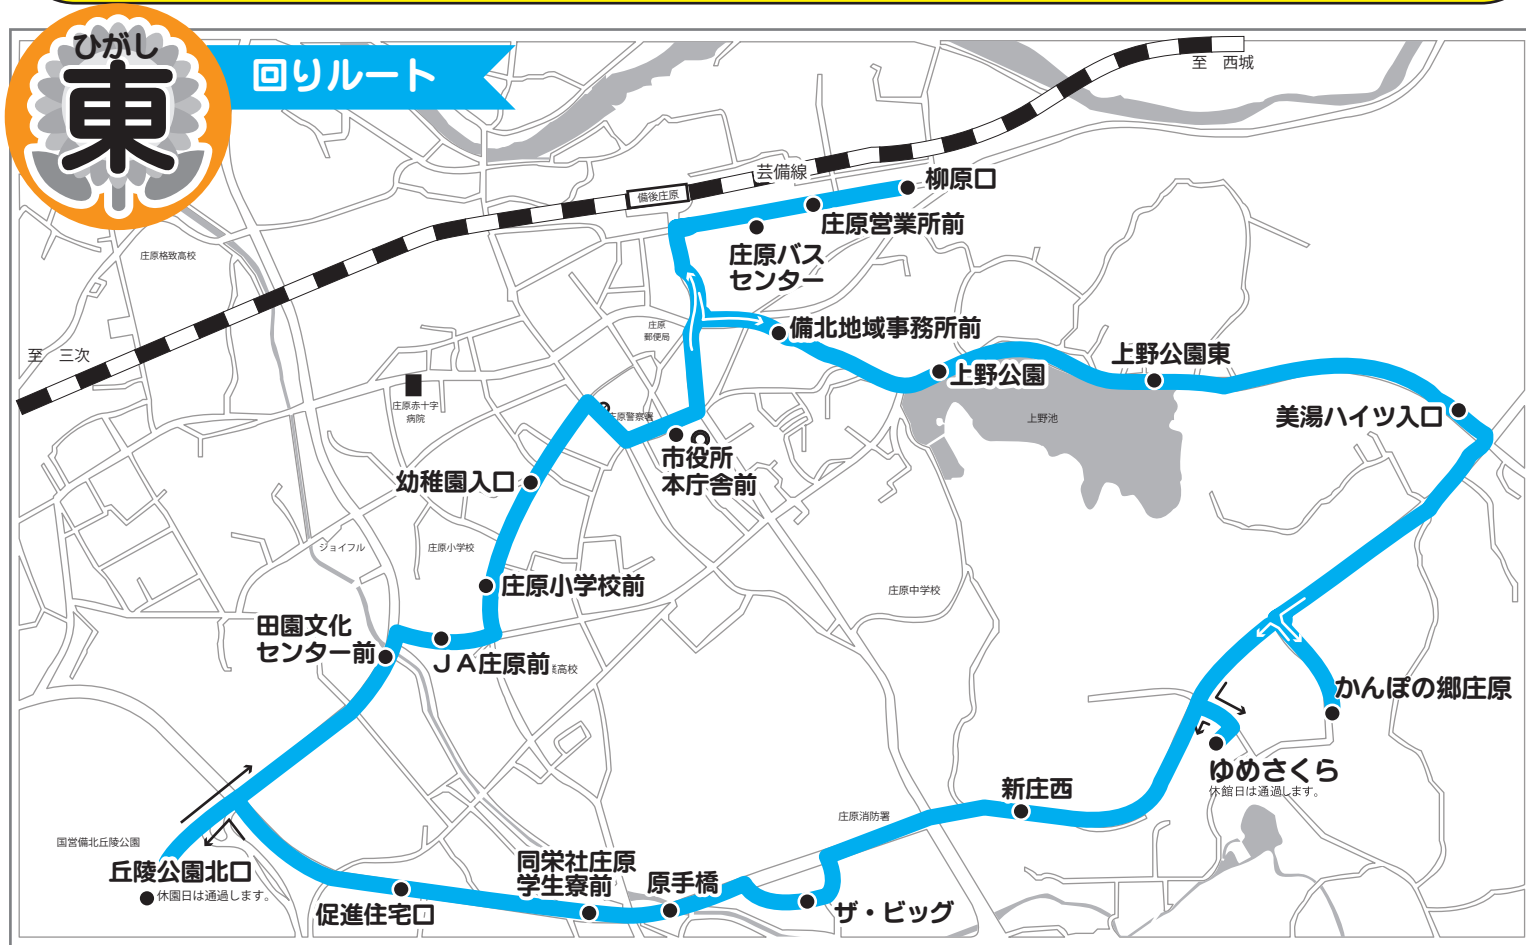 ひがし
東
回りルート
至 西城
芸備線
備後庄原
柳原口
庄原営業所前
庄原バス
センター
庄原格致高校
庄原
郵便局
備北地域事務所前
至 三次
上野公園東
上野公園
庄原赤十字
病院
庄原警察署
上野池
美湯ハイツ入口
市役所
本庁舎前
幼稚園入口
ジョイフル
庄原小学校
庄原小学校前
庄原中学校
田園文化
センター前
JA庄原前
高校
かんぽの郷庄原
ゆめさくら
休館日は通過します。
新庄西
庄原消防署
国営備北丘陵公園
丘陵公園北口
休園日は通過します。
同栄社庄原
学生寮前
原手橋
促進住宅口
ザ・ビッグ